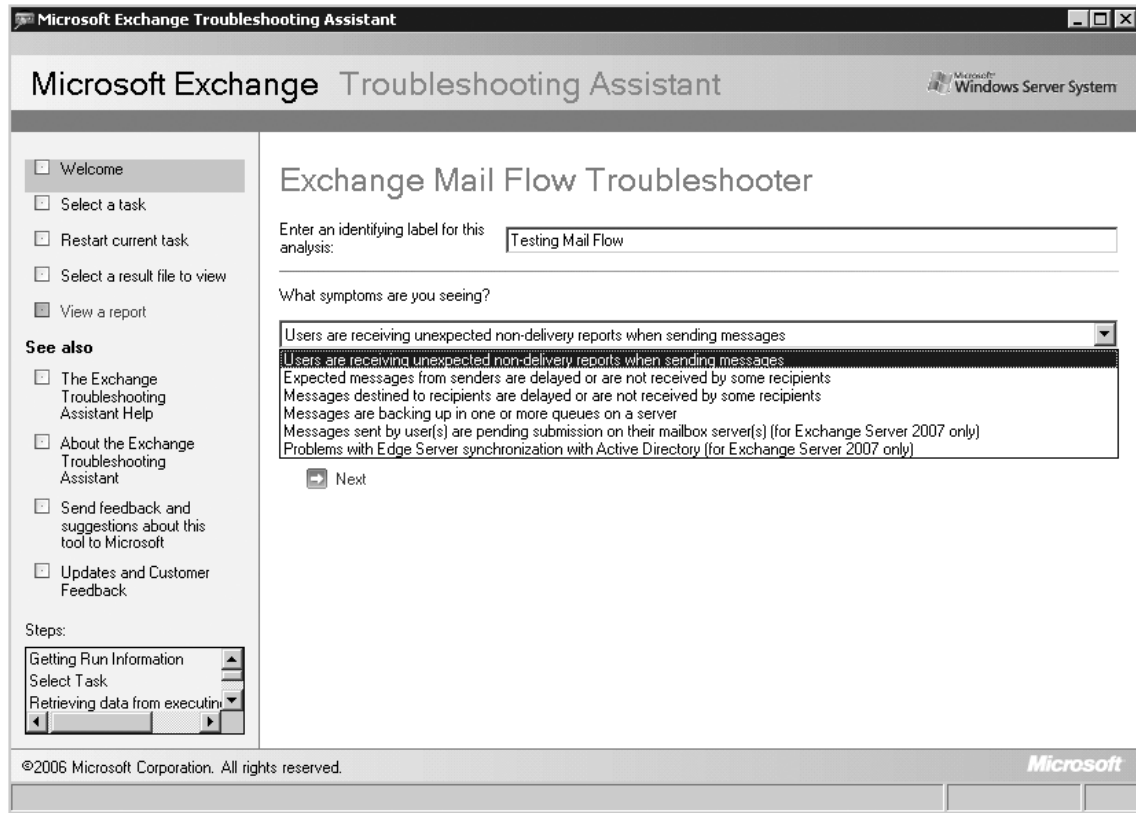 Microsoft Exchange Troubleshooting Assistant
Microsoft Exchange Troubleshooting Assistant
Microsoft
Windows Server System
Welcome
Select a task
Restart current task
Select a result file to view
View a report
See also
The Exchange
Troubleshooting
Assistant Help
About the Exchange
Troubleshooting
Assistant
Send feedback and
suggestions about this
tool to Microsoft
Updates and Customer
Feedback
Steps:
Getting Run Information
Select Task
Retrieving data from executin
Exchange Mail Flow Troubleshooter
Enter an identifying label for this
analysis:
Testing Mail Flow
What symptoms are you seeing?
Users are receiving unexpected non-delivery reports when sending messages
Users are receiving unexpected non-delivery reports when sending messages
Expected messages from senders are delayed or are not received by some recipients
Messages destined to recipients are delayed or are not received by some recipients
Messages are backing up in one or more queues on a server
Messages sent by user(s) are pending submission on their mailbox server(s) (for Exchange Server 2007 only)
Problems with Edge Server synchronization with Active Directory (for Exchange Server 2007 only)
Next
©2006 Microsoft Corporation. All rights reserved.
Microsoft